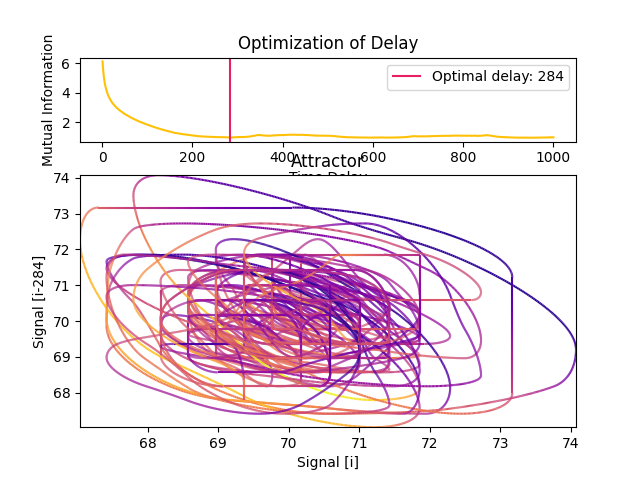 Optimization of Delay
Mutual Information
6
4
2
Optimal delay: 284
0 200 400 600 800 1000
Time Delay
Attractor
Signal [i-284]
74
73
72
71
70
69
68
68 69 70 71 72 73 74
Signal [i]